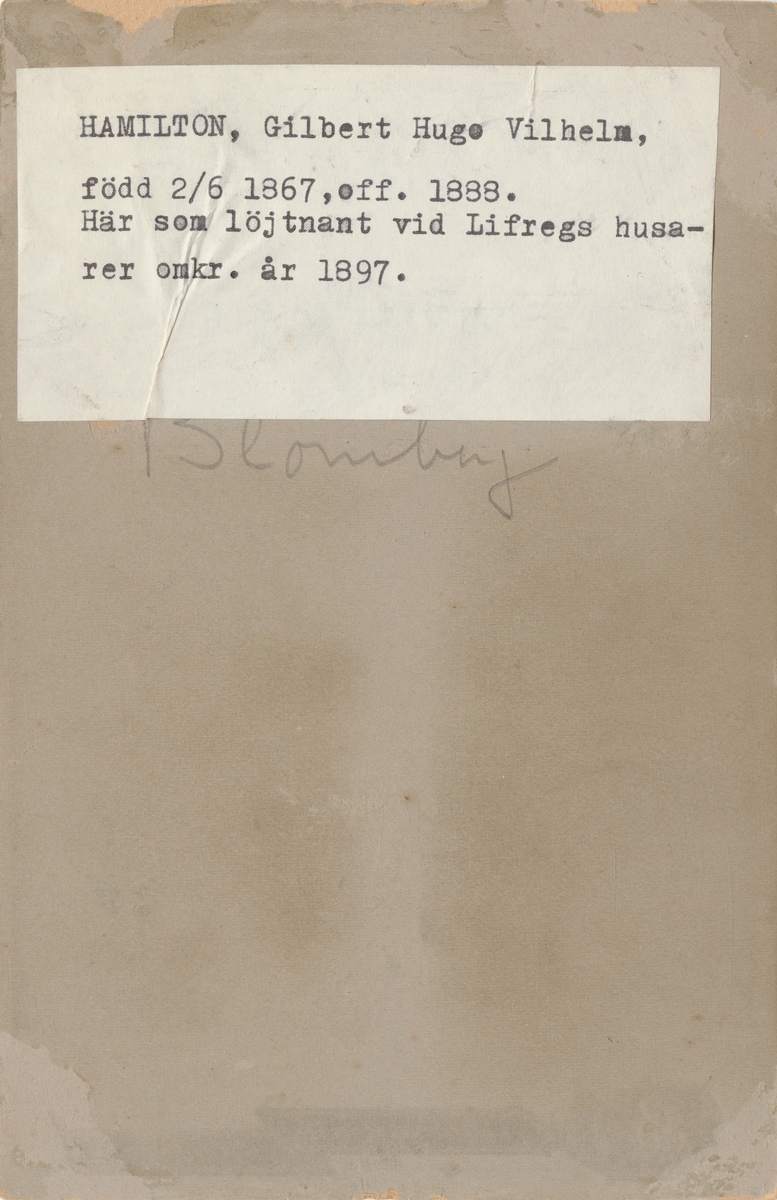 HAMILTON, Gilbert Hugo Vilhelm,
född 2/6 1867,off. 1888.
Här som löjtnant vid Lifregs husa-
rer omkr. år 1897.
Blomberg